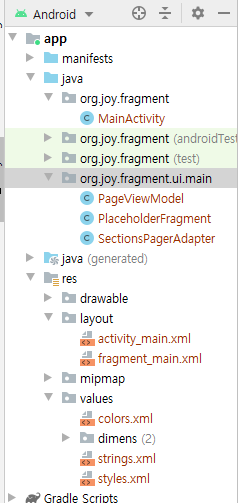 Android
app
manifests
java
org.joy.fragment
MainActivity
org.joy.fragment (androidTest
org.joy.fragment (test)
org.joy.fragment.ui.main
PageViewModel
PlaceholderFragment
SectionsPagerAdapter
java (generated)
res
drawable
layout
activity_main.xml
fragment_main.xml
mipmap
values
colors.xml
dimens (2)
strings.xml
styles.xml
Gradle Scripts